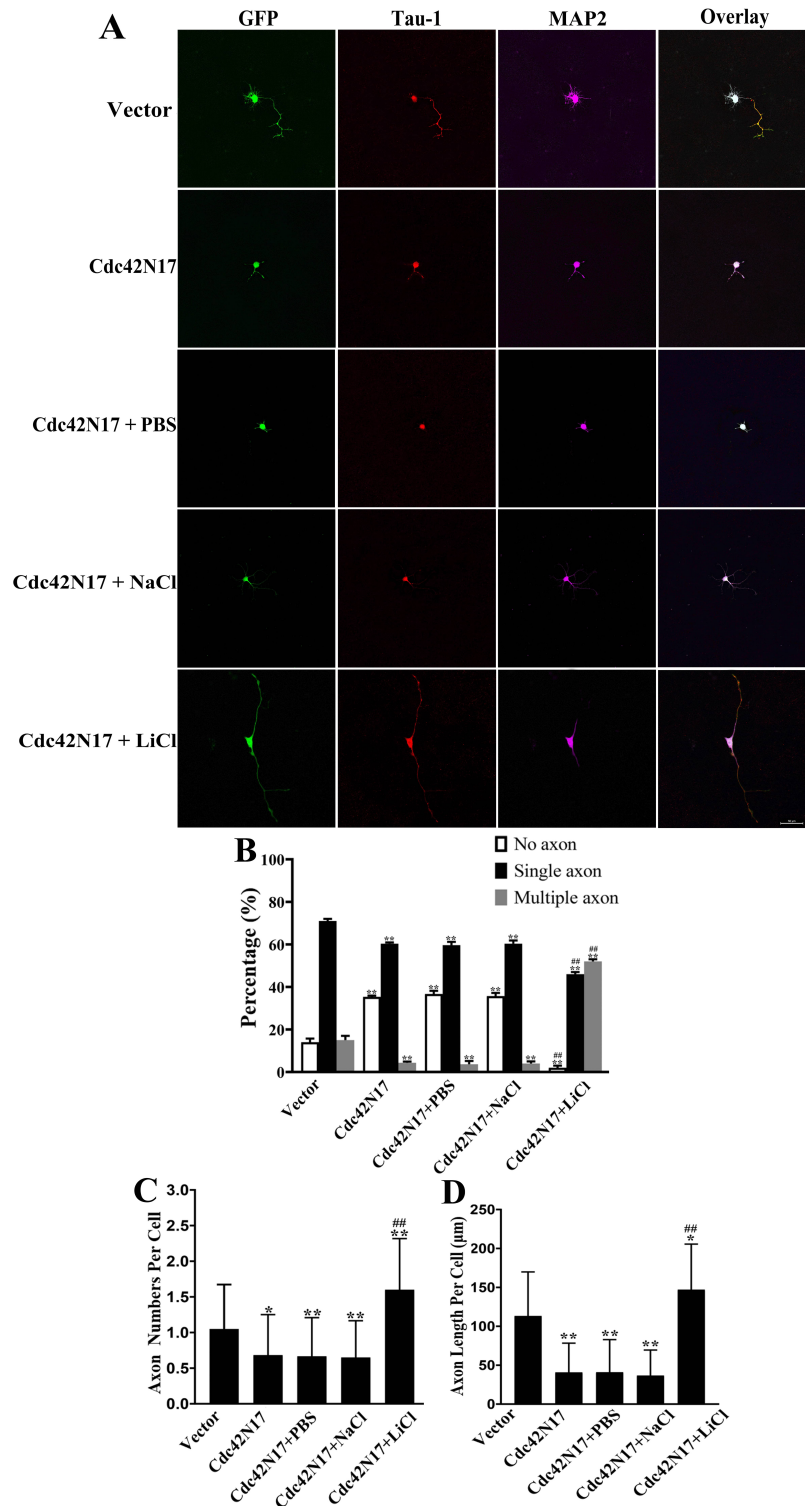 A
GFP Tau-1 MAP2 Overlay
Vector
Cdc42N17
Cdc42N17 + PBS
Cdc42N17 + NaCl
Cdc42N17 + LiCl
B
No axon
Single axon
Multiple axon
Percentage (%)
100
80
60
40
20
0
** ** **
** ** **
** ** **
## ** ## ** ## **
Vector Cdc42N17 Cdc42N17+PBS Cdc42N17+NaCl Cdc42N17+LiCl
C
Axon Numbers Per Cell
3.0
2.5
2.0
1.5
1.0
0.5
0.0
* ** ** ## **
Vector Cdc42N17 Cdc42N17+PBS Cdc42N17+NaCl Cdc42N17+LiCl
D
Axon Length Per Cell (µm)
250
200
150
100
50
0
** ** ** ## *
Vector Cdc42N17 Cdc42N17+PBS Cdc42N17+NaCl Cdc42N17+LiCl